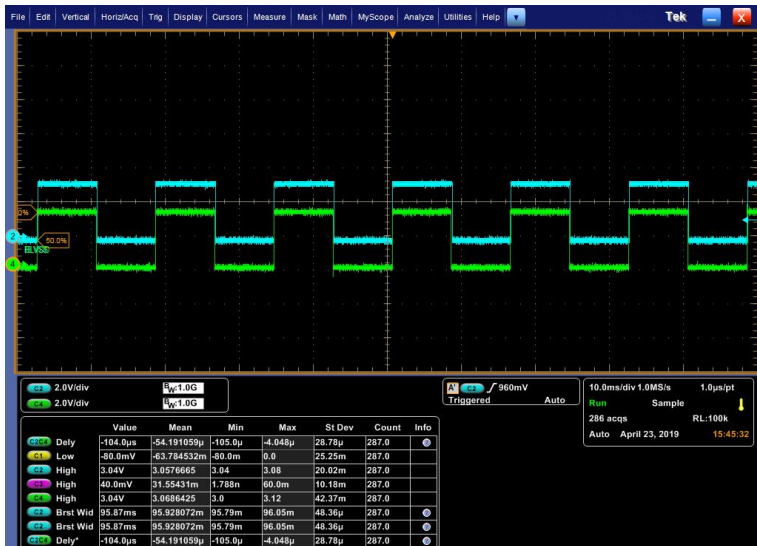 File Edit Vertical Horiz/Acq Trig Display Cursors Measure Mask Math MyScope Analyze Utilities Help Tek X
0%
2 50.0%
ELVSS
4
C2 2.0V/div BW:1.0G
C4 2.0V/div BW:1.0G
A' C2 960mV
Triggered Auto
10.0ms/div 1.0MS/s 1.0µs/pt
Run Sample
286 acqs RL:100k
Auto April 23, 2019 15:45:32
Value Mean Min Max St Dev Count Info
C2C4 Dely -104.0µs -54.191059µ -105.0µ -4.048µ 28.78µ 287.0
C1 Low -80.0mV -63.784532m -80.0m 0.0 25.25m 287.0
C2 High 3.04V 3.0576665 3.04 3.08 20.02m 287.0
C3 High 40.0mV 31.55431m 1.788n 60.0m 10.18m 287.0
C4 High 3.04V 3.0686425 3.0 3.12 42.37m 287.0
C2 Brst Wid 95.87ms 95.928072m 95.79m 96.05m 48.36µ 287.0
C2 Brst Wid 95.87ms 95.928072m 95.79m 96.05m 48.36µ 287.0
C2C4 Dely* -104.0µs -54.191059µ -105.0µ -4.048µ 28.78µ 287.0